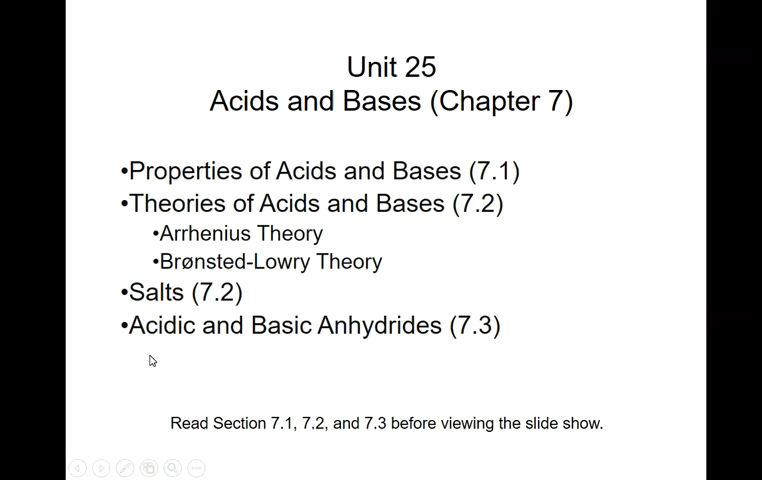 Unit 25
Acids and Bases (Chapter 7)
•Properties of Acids and Bases (7.1)
•Theories of Acids and Bases (7.2)
•Arrhenius Theory
•Brønsted-Lowry Theory
•Salts (7.2)
•Acidic and Basic Anhydrides (7.3)
Read Section 7.1, 7.2, and 7.3 before viewing the slide show.